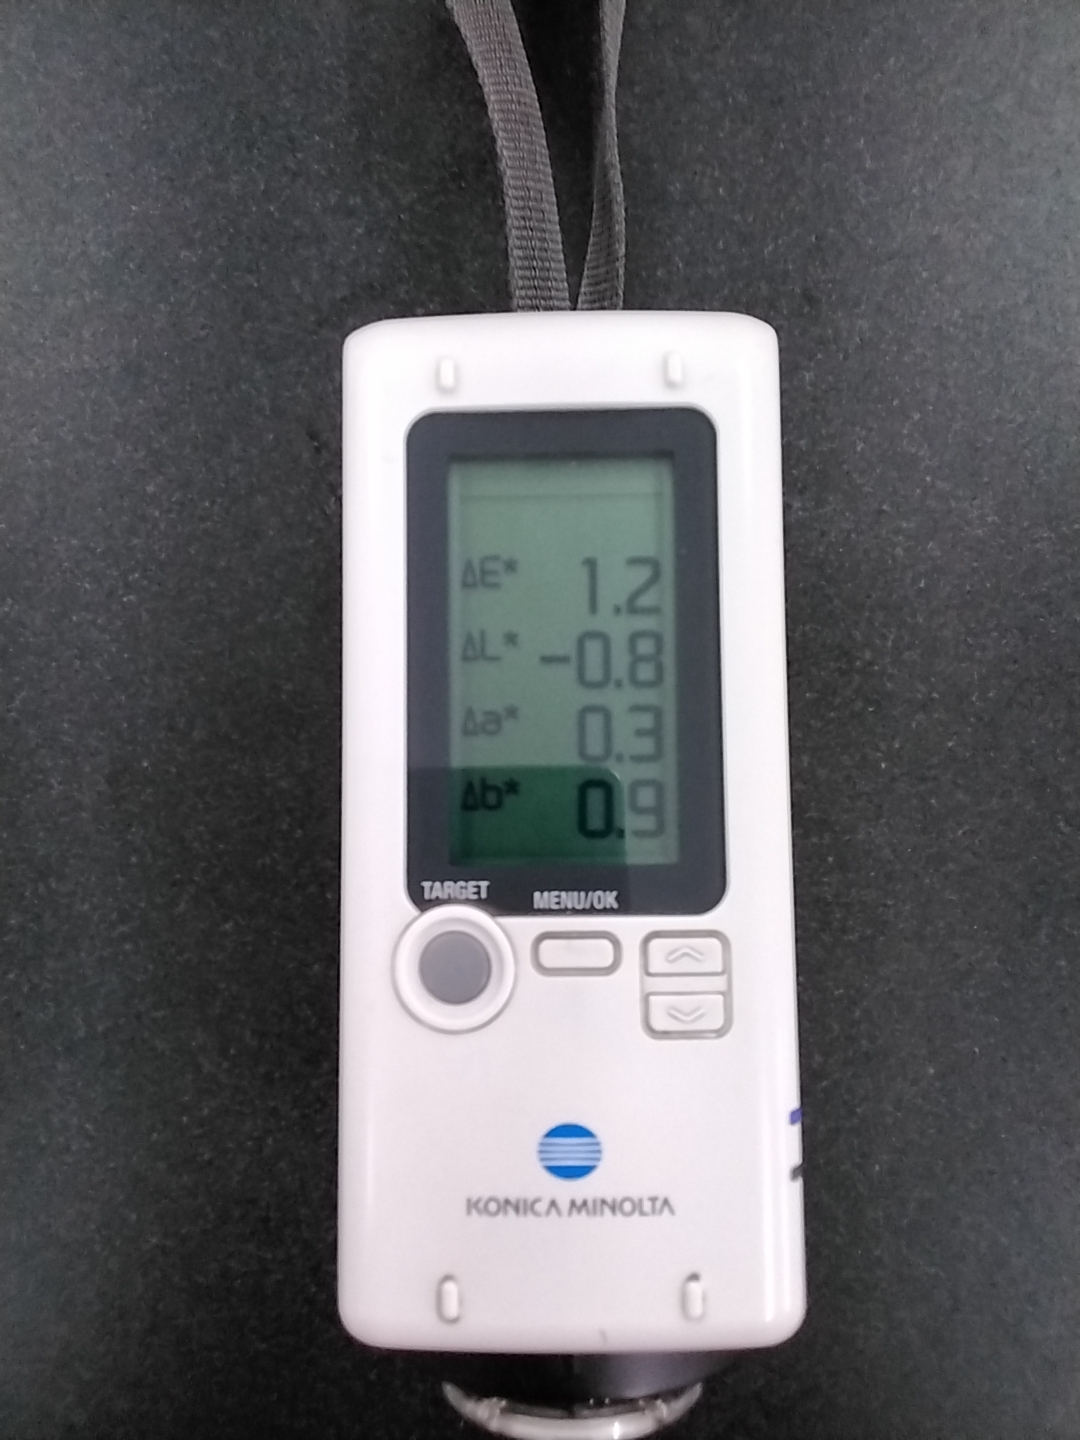 ΔE* 1.2
ΔL* -0.8
Δa* 0.3
Δb* 0.9
TARGET MENU/OK
KONICA MINOLTA